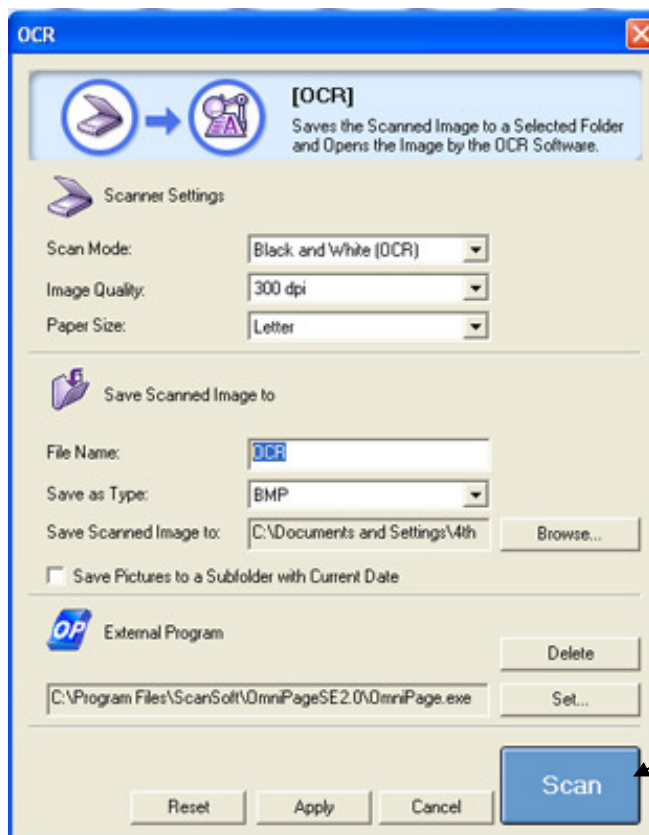 OCR
[OCR]
Saves the Scanned Image to a Selected Folder
and Opens the Image by the OCR Software.
A
Scanner Settings
Scan Mode: Black and White (OCR)
Image Quality: 300 dpi
Paper Size: Letter
Save Scanned Image to
File Name: OCR
Save as Type: BMP
Save Scanned Image to: C:\Documents and Settings\4th Browse...
Save Pictures to a Subfolder with Current Date
OP External Program
Delete
C:\Program Files\ScanSoft\OmniPageSE2.0\OmniPage.exe Set...
Scan
Reset Apply Cancel